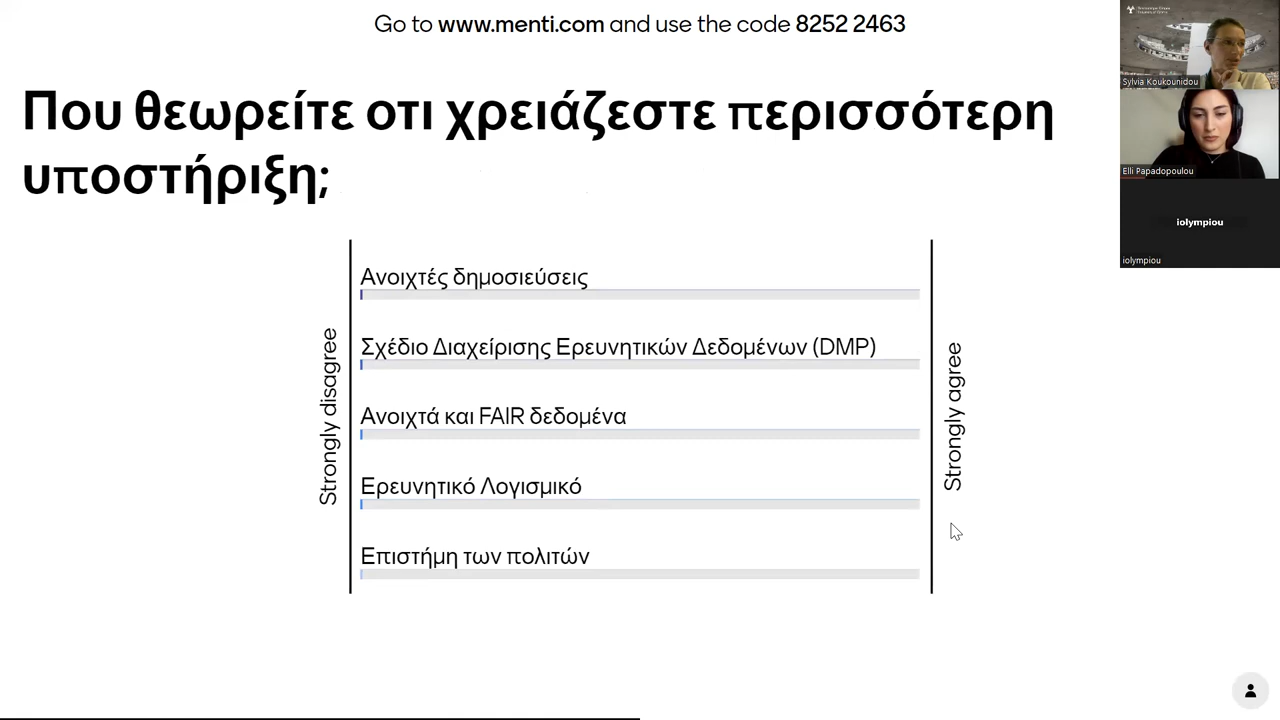 Go to www.menti.com and use the code 8252 2463
Που θεωρείτε οτι χρειάζεστε περισσότερη
υποστήριξη;
Strongly disagree
Ανοιχτές δημοσιεύσεις
Σχέδιο Διαχείρισης Ερευνητικών Δεδομένων (DMP)
Ανοιχτά και FAIR δεδομένα
Ερευνητικό Λογισμικό
Επιστήμη των πολιτών
Strongly agree
Sylvia Koukounidou
Elli Papadopoulou
iolympiou
iolympiou